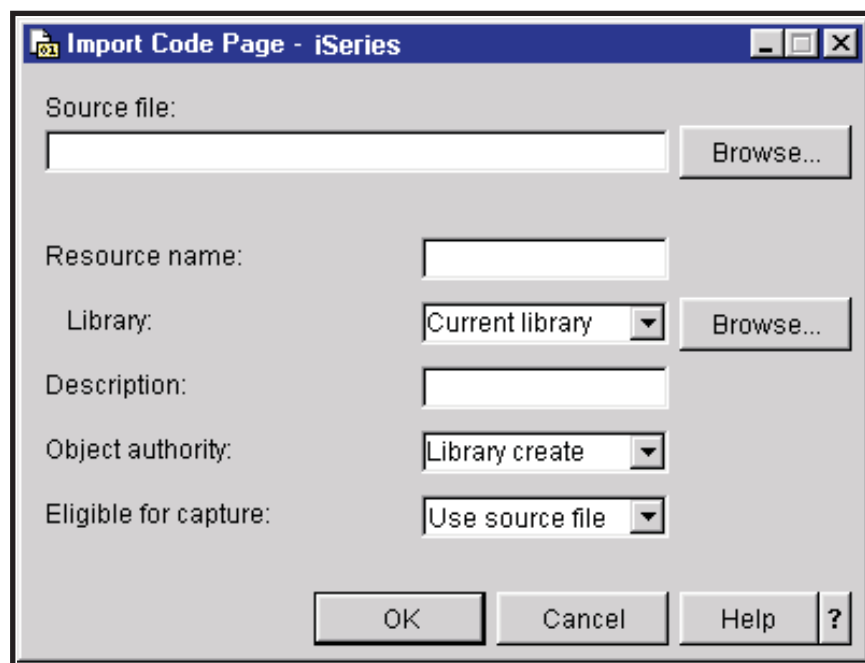 Import Code Page - iSeries
Source file:
Browse...
Resource name:
Library:
Current library
Browse...
Description:
Object authority:
Library create
Eligible for capture:
Use source file
OK
Cancel
Help
?